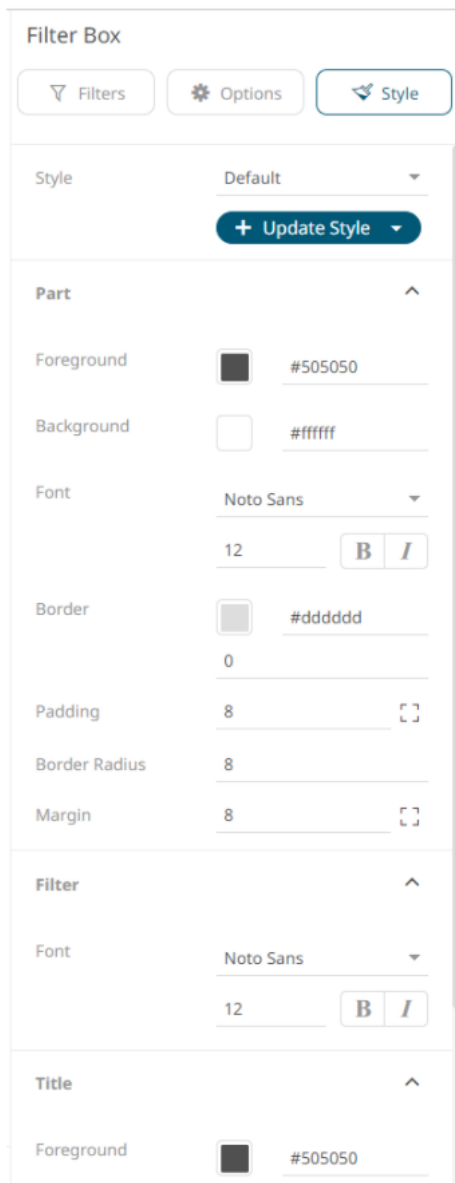 Filter Box
Filters Options Style
Style Default
+ Update Style
Part
Foreground #505050
Background #ffffff
Font Noto Sans
12 B I
Border #dddddd
0
Padding 8
Border Radius 8
Margin 8
Filter
Font Noto Sans
12 B I
Title
Foreground #505050